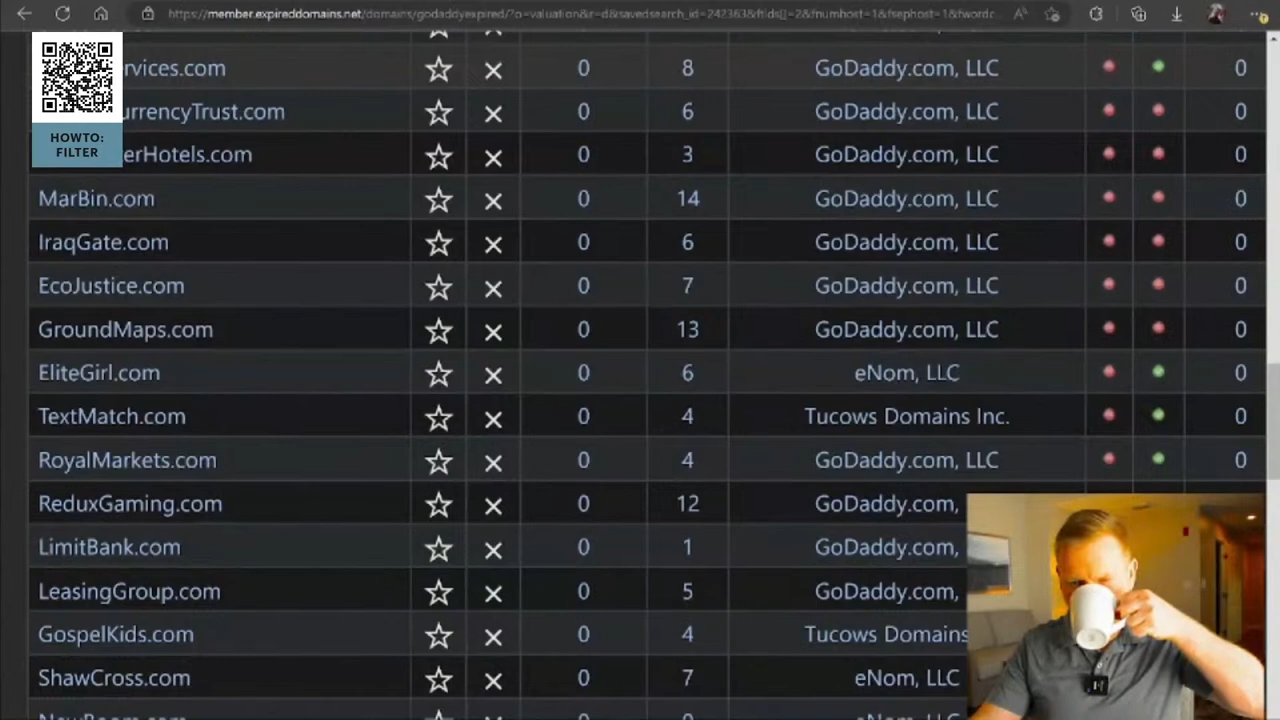 https://member.expireddomains.net/domains/godaddyexpired/?o=valuation&r=d&savedsearch_id=242363&ftlds[]=2&fnumhost=1&fsephost=1&fwordc...
rvices.com 0 8 GoDaddy.com, LLC 0
HOWTO:
FILTER
urrencyTrust.com 0 6 GoDaddy.com, LLC 0
erHotels.com 0 3 GoDaddy.com, LLC 0
MarBin.com 0 14 GoDaddy.com, LLC 0
IraqGate.com 0 6 GoDaddy.com, LLC 0
EcoJustice.com 0 7 GoDaddy.com, LLC 0
GroundMaps.com 0 13 GoDaddy.com, LLC 0
EliteGirl.com 0 6 eNom, LLC 0
TextMatch.com 0 4 Tucows Domains Inc. 0
RoyalMarkets.com 0 4 GoDaddy.com, LLC 0
ReduxGaming.com 0 12 GoDaddy.com,
LimitBank.com 0 1 GoDaddy.com,
LeasingGroup.com 0 5 GoDaddy.com,
GospelKids.com 0 4 Tucows Domains
ShawCross.com 0 7 eNom, LLC